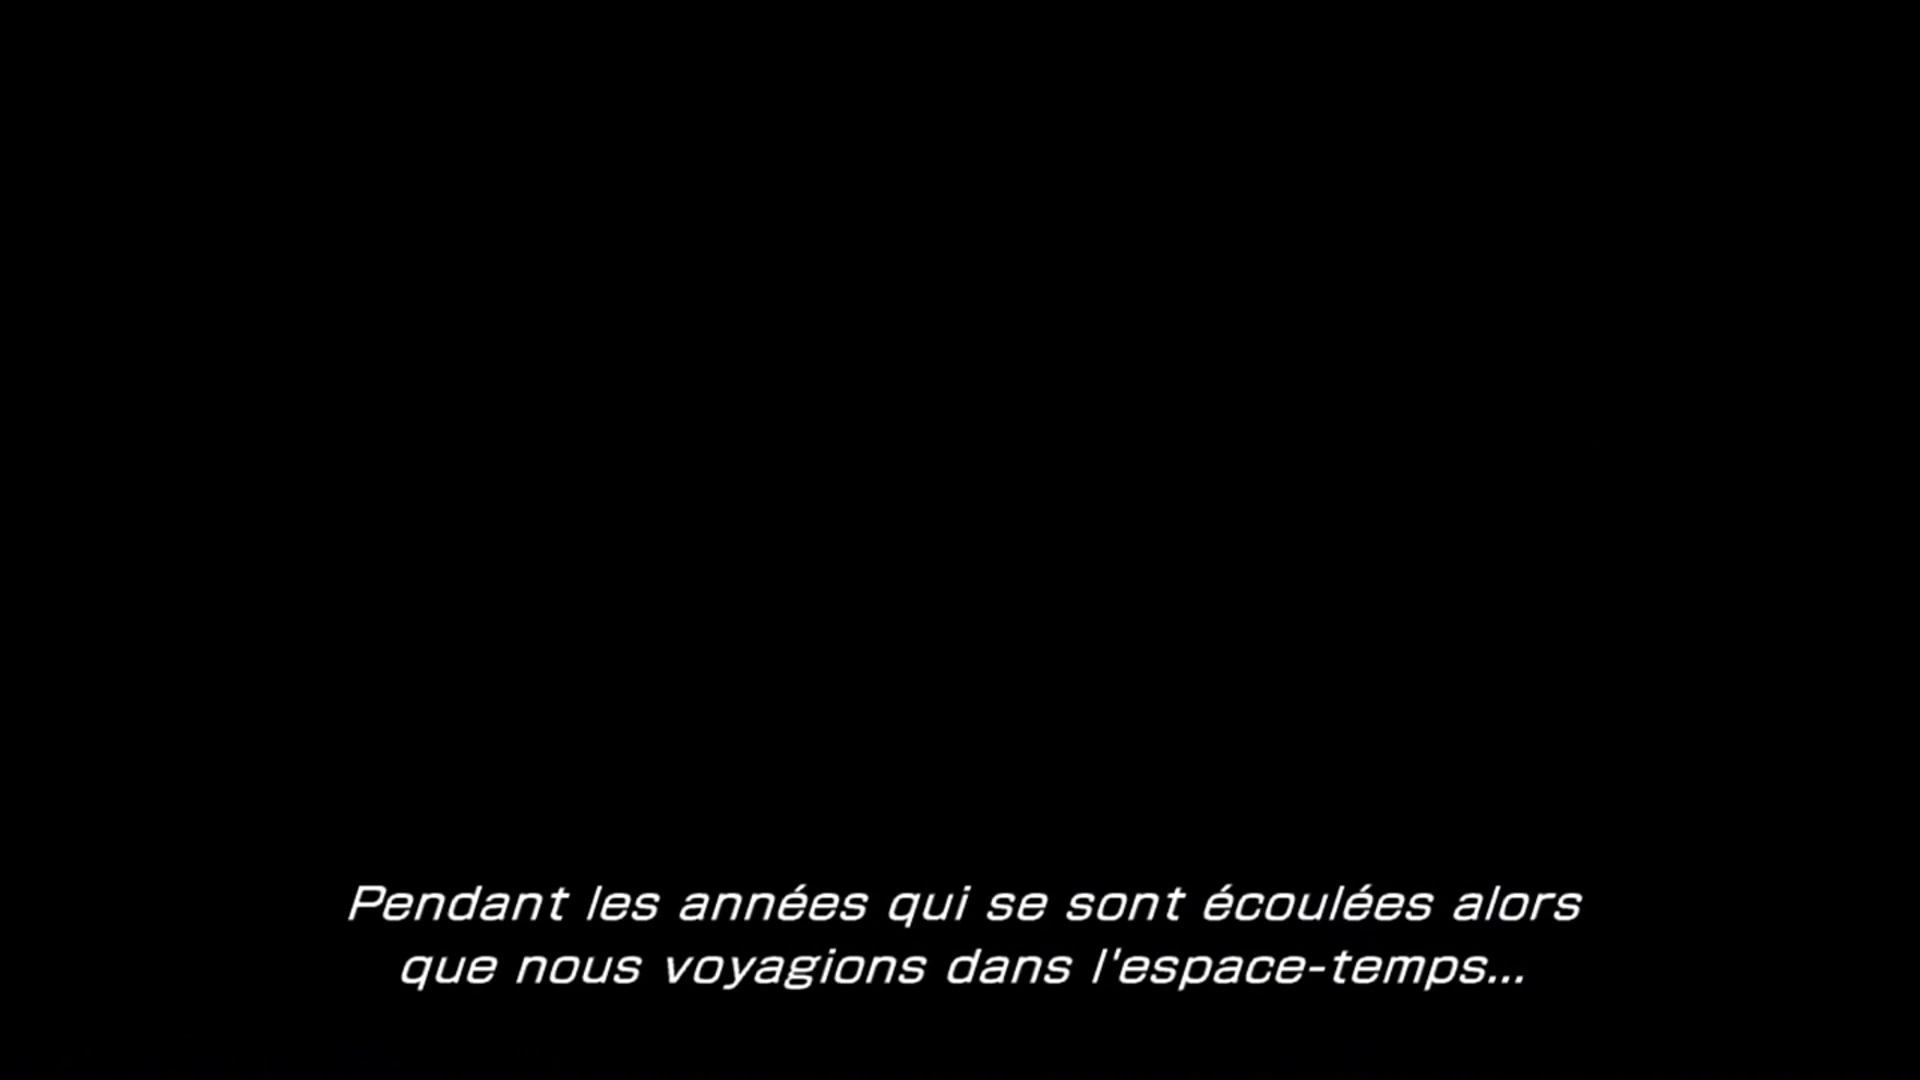 Pendant les années qui se sont écoulées alors
que nous voyagions dans l'espace-temps...